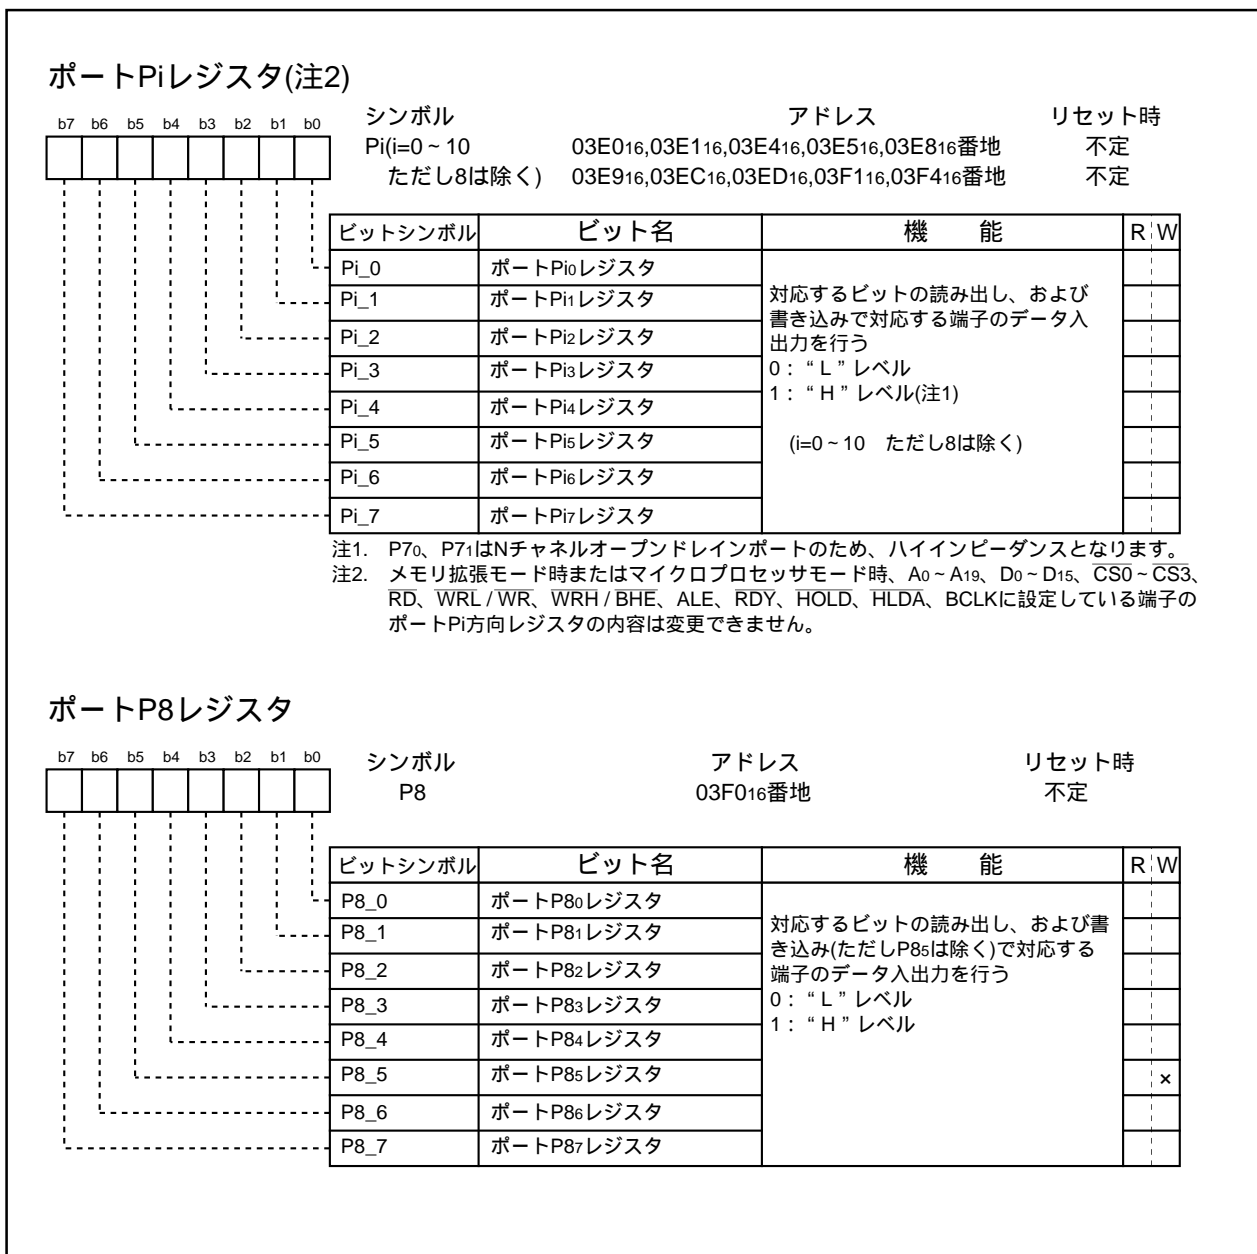 ポートPiレジスタ(注2)
b7 b6 b5 b4 b3 b2 b1 b0
シンボル アドレス リセット時
Pi(i=0 ~ 10 03E016,03E116,03E416,03E516,03E816番地 不定
ただし8は除く) 03E916,03EC16,03ED16,03F116,03F416番地 不定
ビットシンボル ビット名 機 能 R W
Pi_0 ポートPi0レジスタ
Pi_1 ポートPi1レジスタ
Pi_2 ポートPi2レジスタ
Pi_3 ポートPi3レジスタ
Pi_4 ポートPi4レジスタ
Pi_5 ポートPi5レジスタ
Pi_6 ポートPi6レジスタ
Pi_7 ポートPi7レジスタ
対応するビットの読み出し、および
書き込みで対応する端子のデータ入
出力を行う
0:“L”レベル
1:“H”レベル(注1)
(i=0 ~ 10 ただし8は除く)
注1. P70、P71はNチャネルオープンドレインポートのため、ハイインピーダンスとなります。
注2. メモリ拡張モード時またはマイクロプロセッサモード時、A0 ~ A19、D0 ~ D15、CS0 ~ CS3、
RD、WRL / WR、WRH / BHE、ALE、RDY、HOLD、HLDA、BCLKに設定している端子の
ポートPi方向レジスタの内容は変更できません。
ポートP8レジスタ
b7 b6 b5 b4 b3 b2 b1 b0
シンボル アドレス リセット時
P8 03F016番地 不定
ビットシンボル ビット名 機 能 R W
P8_0 ポートP80レジスタ
P8_1 ポートP81レジスタ
P8_2 ポートP82レジスタ
P8_3 ポートP83レジスタ
P8_4 ポートP84レジスタ
P8_5 ポートP85レジスタ ×
P8_6 ポートP86レジスタ
P8_7 ポートP87レジスタ
対応するビットの読み出し、および書
き込み(ただしP85は除く)で対応する
端子のデータ入出力を行う
0:“L”レベル
1:“H”レベル